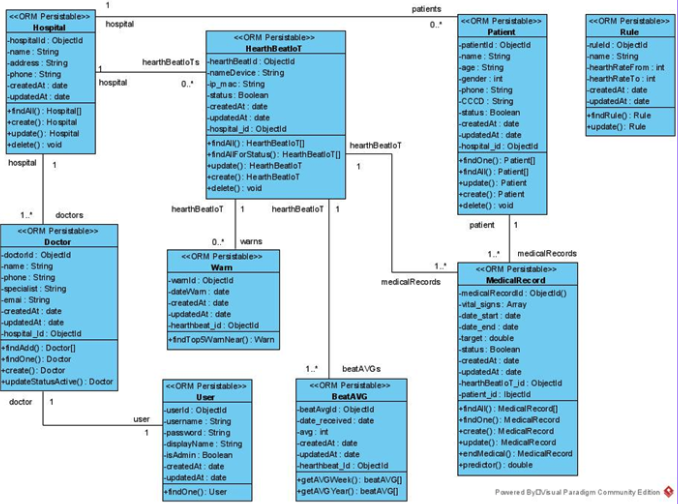 1
hospital
patients
0..*
<<ORM Persistable>>
Hospital
-hospitalId : ObjectId
-name : String
-address : String
-phone : String
-createdAt : date
-updatedAt : date
+findAll() : Hospital[]
+create() : Hospital
+update() : Hospital
+delete() : void
1
hospital
hearthBeatIoTs
0..*
<<ORM Persistable>>
HearthBeatIoT
-hearthBeatId : ObjectId
-nameDevice : String
-ip_mac : String
-status : Boolean
-createdAt : date
-updatedAt : date
-hospital_id : ObjectId
+findAll() : HearthBeatIoT[]
+findAllForStatus() : HearthBeatIoT[]
+update() : HearthBeatIoT
+create() : HearthBeatIoT
+delete() : void
<<ORM Persistable>>
Patient
-patientId : ObjectId
-name : String
-age : String
-gender : int
-phone : String
-CCCD : String
-status : Boolean
-createdAt : date
-updatedAt : date
-hospital_id : ObjectId
+findOne() : Patient[]
+findAll() : Patient[]
+update() : Patient
+create() : Patient
+delete() : void
<<ORM Persistable>>
Rule
-ruleId : ObjectId
-name : String
-hearthRateFrom : int
-hearthRateTo : int
-createdAt : date
-updatedAt : date
+findRule() : Rule
+update() : Rule
hospital
1
1..*
doctors
hearthBeatIoT
1
1..*
medicalRecords
hearthBeatIoT
1
0..*
warns
hearthBeatIoT
1
1..*
beatAVGs
patient
1
1..*
medicalRecords
<<ORM Persistable>>
Doctor
-doctorId : ObjectId
-name : String
-phone : String
-specialist : String
-emai : String
-createdAt : date
-updatedAt : date
-hospital_Id : ObjectId
+findAdd() : Doctor[]
+findOne() : Doctor
+create() : Doctor
+updateStatusActive() : Doctor
<<ORM Persistable>>
Warn
-warnId : ObjectId
-dateWarn : date
-createdAt : date
-updatedAt : date
-hearthbeat_id : ObjectId
+findTop5WarnNear() : Warn
<<ORM Persistable>>
MedicalRecord
-medicalRecordId : ObjectId()
-vital_signs : Array
-date_start : date
-date_end : date
-target : double
-status : Boolean
-createdAt : date
-updatedAt : date
-hearthBeatIoT_id : ObjectId
-patient_id : IbjectId
+findAll() : MedicalRecord[]
+findOne() : MedicalRecord
+create() : MedicalRecord
+update() : MedicalRecord
+endMedical() : MedicalRecord
+predictor() : double
doctor
1
user
1
<<ORM Persistable>>
User
-userId : ObjectId
-username : String
-password : String
-displayName : String
-isAdmin : Boolean
-createdAt : date
-updatedAt : date
+findOne() : User
<<ORM Persistable>>
BeatAVG
-beatAvgId : ObjectId
-date_received : date
-avg : int
-createdAt : date
-updatedAt : date
-hearthbeat_Id : ObjectId
+getAVGWeek() : beatAVG[]
+getAVGYear() : beatAVG[]
Powered By Visual Paradigm Community Edition